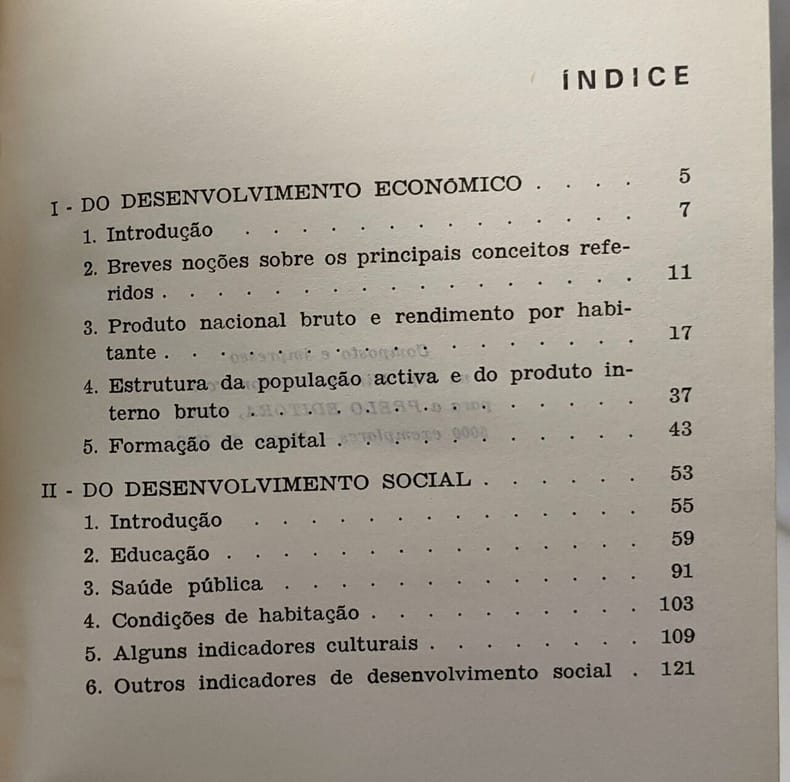 ÍNDICE
I - DO DESENVOLVIMENTO ECONÓMICO . . . . 5
1. Introdução . . . . . . . . . . . . . . 7
2. Breves noções sobre os principais conceitos refe-
ridos . . . . . . . . . . . . . . . . . 11
3. Produto nacional bruto e rendimento por habi-
tante . . . . . . . . . . . . . . . . . 17
4. Estrutura da população activa e do produto in-
terno bruto . . . . . . . . . . . . . . 37
5. Formação de capital . . . . . . . . . . . 43
II - DO DESENVOLVIMENTO SOCIAL . . . . . . 53
1. Introdução . . . . . . . . . . . . . . 55
2. Educação . . . . . . . . . . . . . . . 59
3. Saúde pública . . . . . . . . . . . . . 91
4. Condições de habitação . . . . . . . . . . 103
5. Alguns indicadores culturais . . . . . . . . 109
6. Outros indicadores de desenvolvimento social . 121